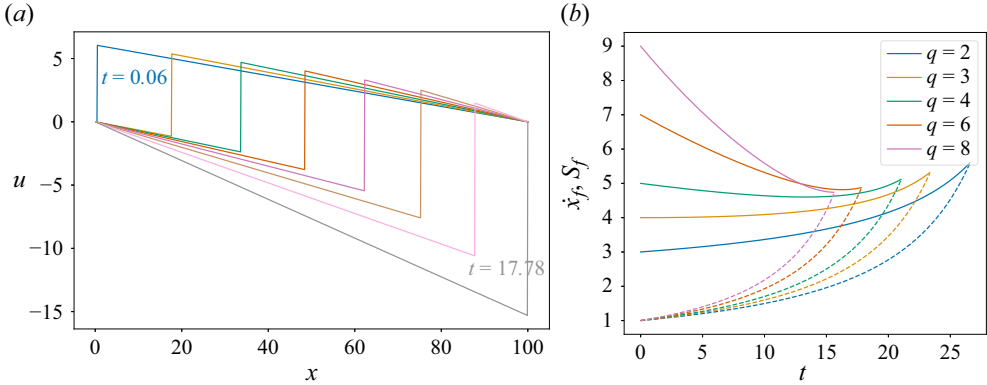 (a)
5
0
−5
−10
−15
u
t = 0.06
t = 17.78
0 20 40 60 80 100
x
(b)
9
8
7
6
5
4
3
2
1
ẋf, Sf
q = 2
q = 3
q = 4
q = 6
q = 8
0 5 10 15 20 25
t